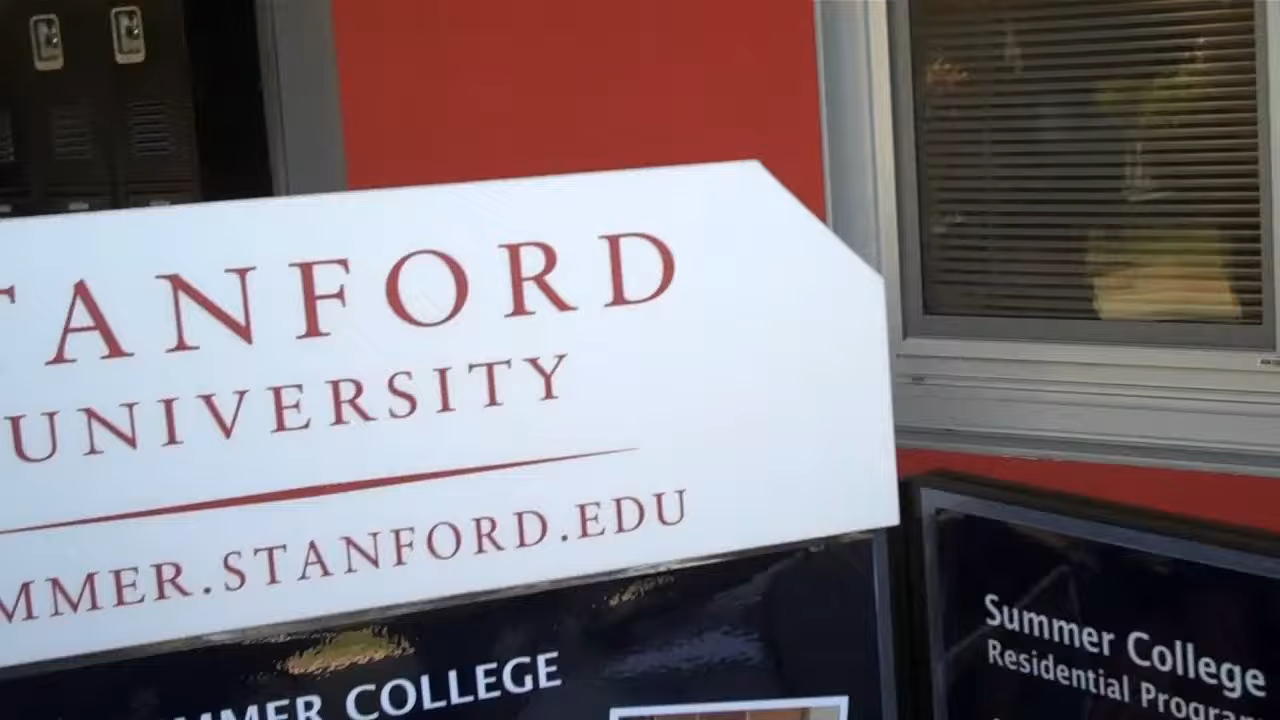 TANFORD
UNIVERSITY
MMER.STANFORD.EDU
MMER COLLEGE
Summer College
Residential Progra